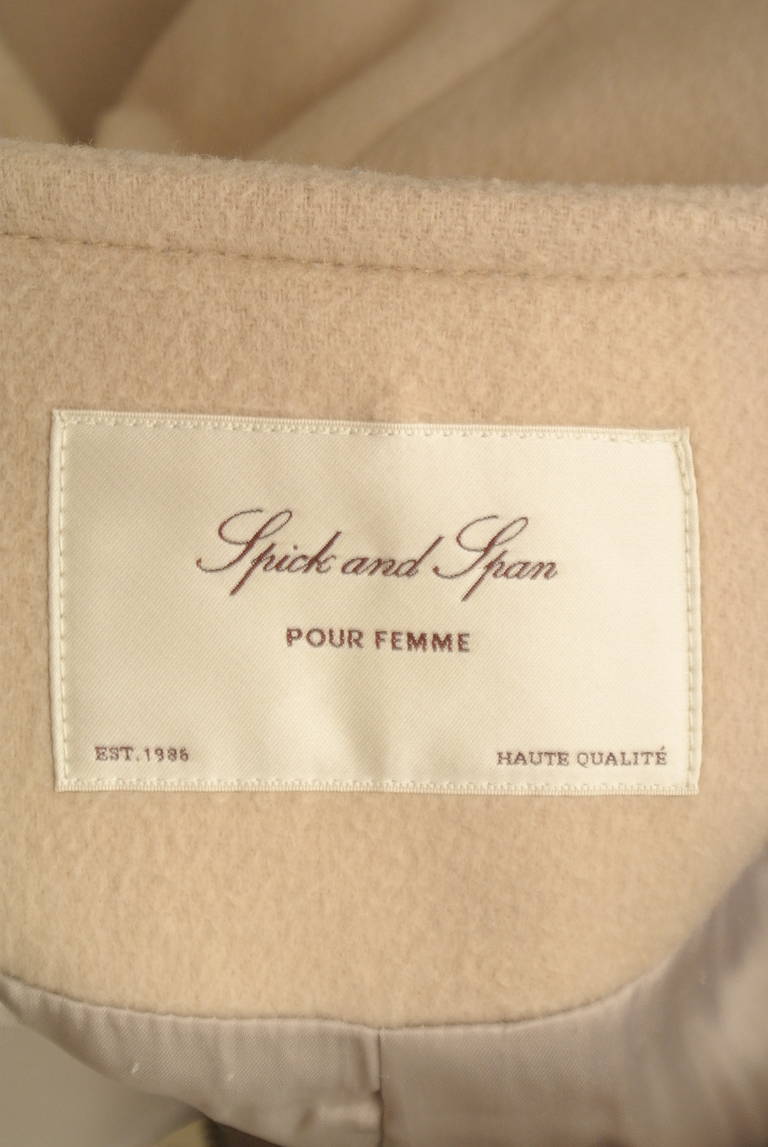 Spick and Span
POUR FEMME
EST.1986
HAUTE QUALITÉ